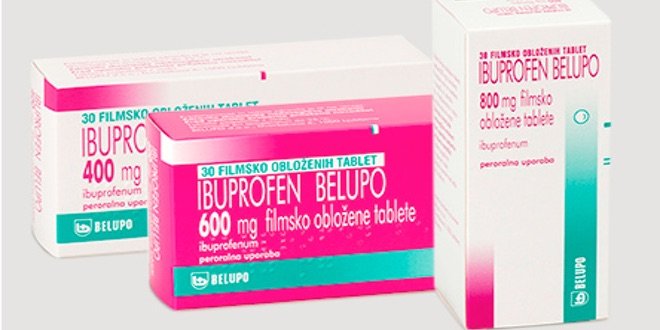 30 FILMSKO OBLOŽENIH TABLET
IBUPROFEN
400 mg
ibuprofenum
peroralna uporaba
BELUPO
IBUPROFEN BELUPO
30 FILMSKO OBLOŽENIH TABLET
IBUPROFEN BELUPO
600 mg filmsko obložene tablete
ibuprofenum
peroralna uporaba
BELUPO
30 FILMSKO OBLOŽENIH TABLET
IBUPROFEN BELUPO
800 mg filmsko
obložene tablete
ibuprofenum
peroralna uporaba
BELUPO